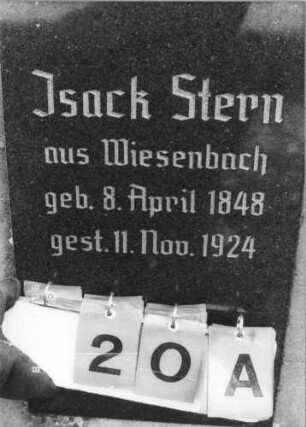 Isack Stern
aus Wiesenbach
geb. 8. April 1848
gest. 11. Nov. 1924
20A